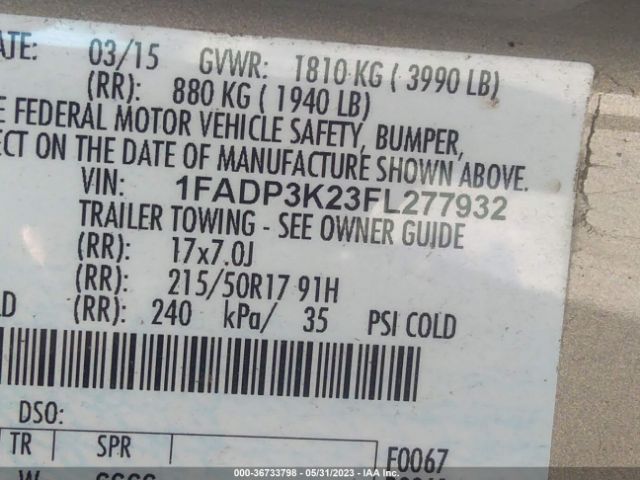 ATE: 03/15 GVWR: 1810 KG ( 3990 LB)
(RR): 880 KG ( 1940 LB)
E FEDERAL MOTOR VEHICLE SAFETY, BUMPER,
ECT ON THE DATE OF MANUFACTURE SHOWN ABOVE.
VIN: 1FADP3K23FL277932
TRAILER TOWING - SEE OWNER GUIDE
(RR): 17x7.0J
(RR): 215/50R17 91H
LD (RR): 240 kPa/ 35 PSI COLD
DSO:
TR SPR F0067
000-36733798 - 05/31/2023 - IAA Inc.